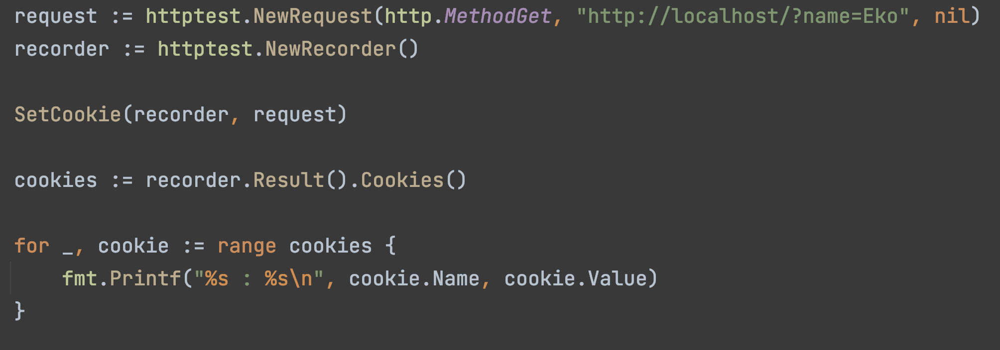 request := httptest.NewRequest(http.MethodGet, "http://localhost/?name=Eko", nil)
recorder := httptest.NewRecorder()
SetCookie(recorder, request)
cookies := recorder.Result().Cookies()
for _, cookie := range cookies {
    fmt.Printf("%s : %s\n", cookie.Name, cookie.Value)
}